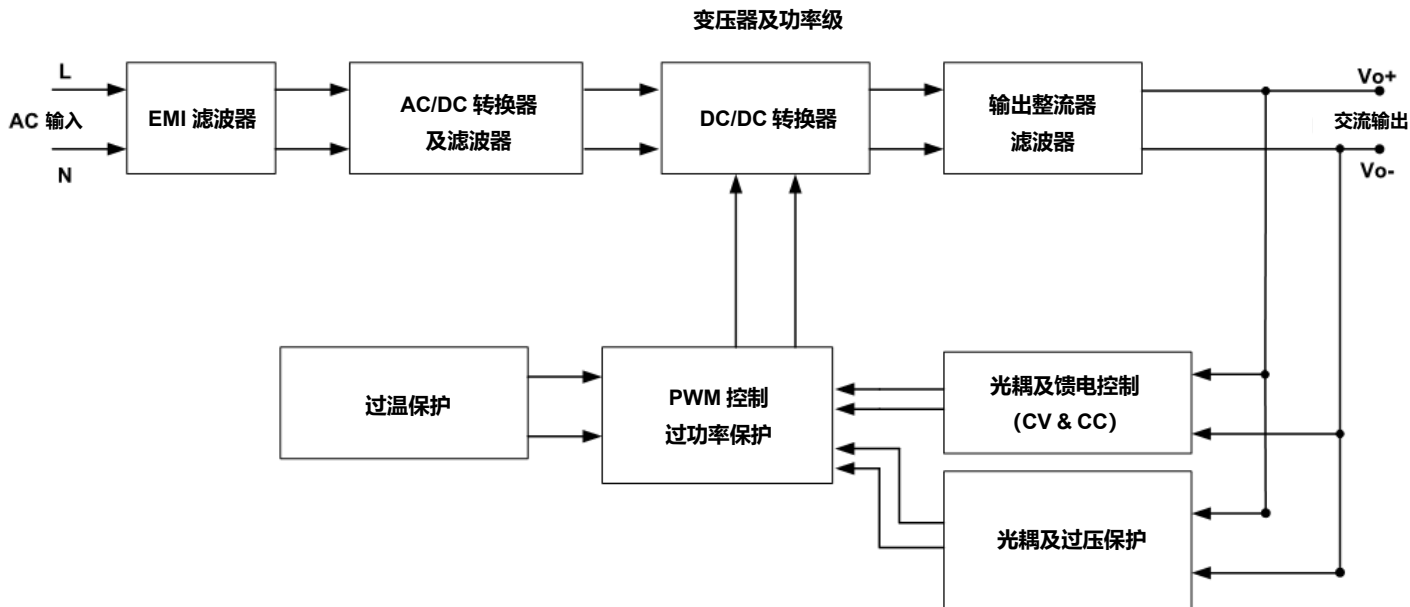 变压器及功率级
L
AC 输入
N
EMI 滤波器
AC/DC 转换器
及滤波器
DC/DC 转换器
输出整流器
滤波器
Vo+
交流输出
Vo-
过温保护
PWM 控制
过功率保护
光耦及馈电控制
（CV & CC）
光耦及过压保护